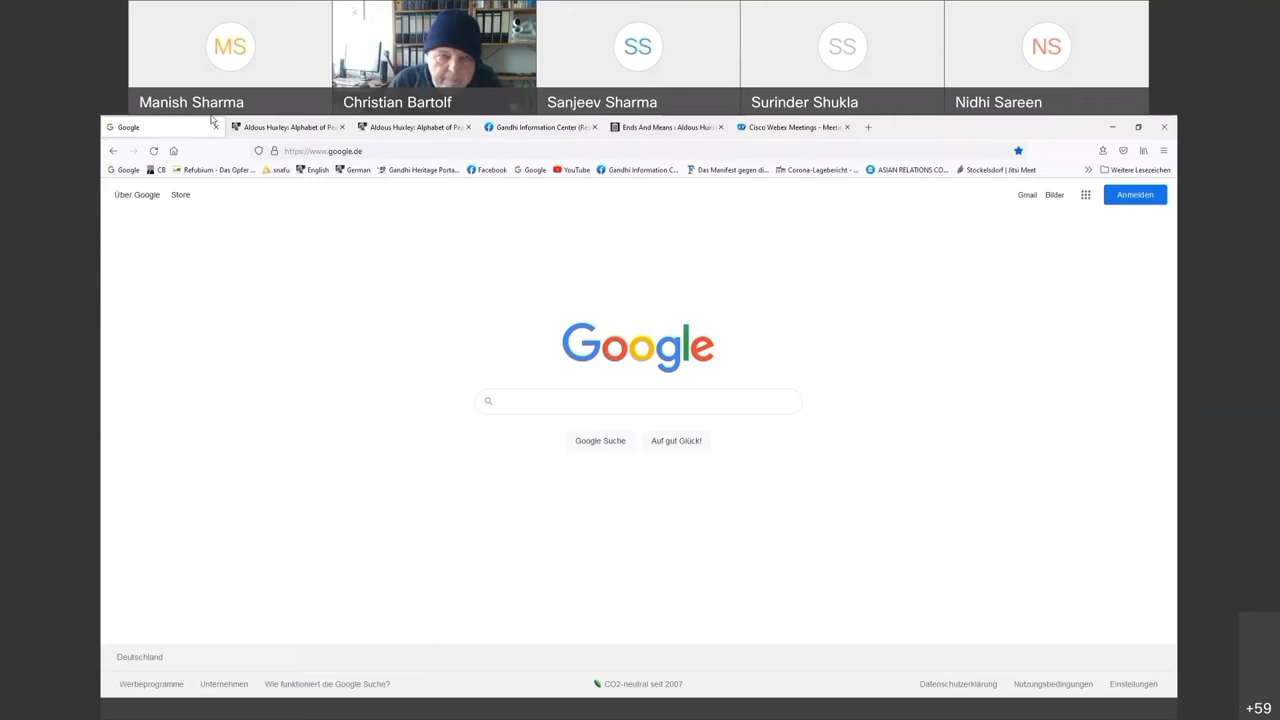 MS
SS
SS
NS
Manish Sharma
Christian Bartolf
Sanjeev Sharma
Surinder Shukla
Nidhi Sareen
Google
Aldous Huxley: Alphabet of Pea
Aldous Huxley: Alphabet of Pea
Gandhi Information Center (Re
Ends And Means : Aldous Hux
Cisco Webex Meetings - Meeti
https://www.google.de
Google
CB
Refubium - Das Opfer ...
snafu
English
German
Gandhi Heritage Porta...
Facebook
Google
YouTube
Gandhi Information C...
Das Manifest gegen di...
Corona-Lagebericht - ...
ASIAN RELATIONS CO...
Stockelsdorf | Jitsi Meet
Weitere Lesezeichen
Über Google
Store
Gmail
Bilder
Anmelden
Google
Google Suche
Auf gut Glück!
Deutschland
Werbeprogramme
Unternehmen
Wie funktioniert die Google Suche?
CO2-neutral seit 2007
Datenschutzerklärung
Nutzungsbedingungen
Einstellungen
+59